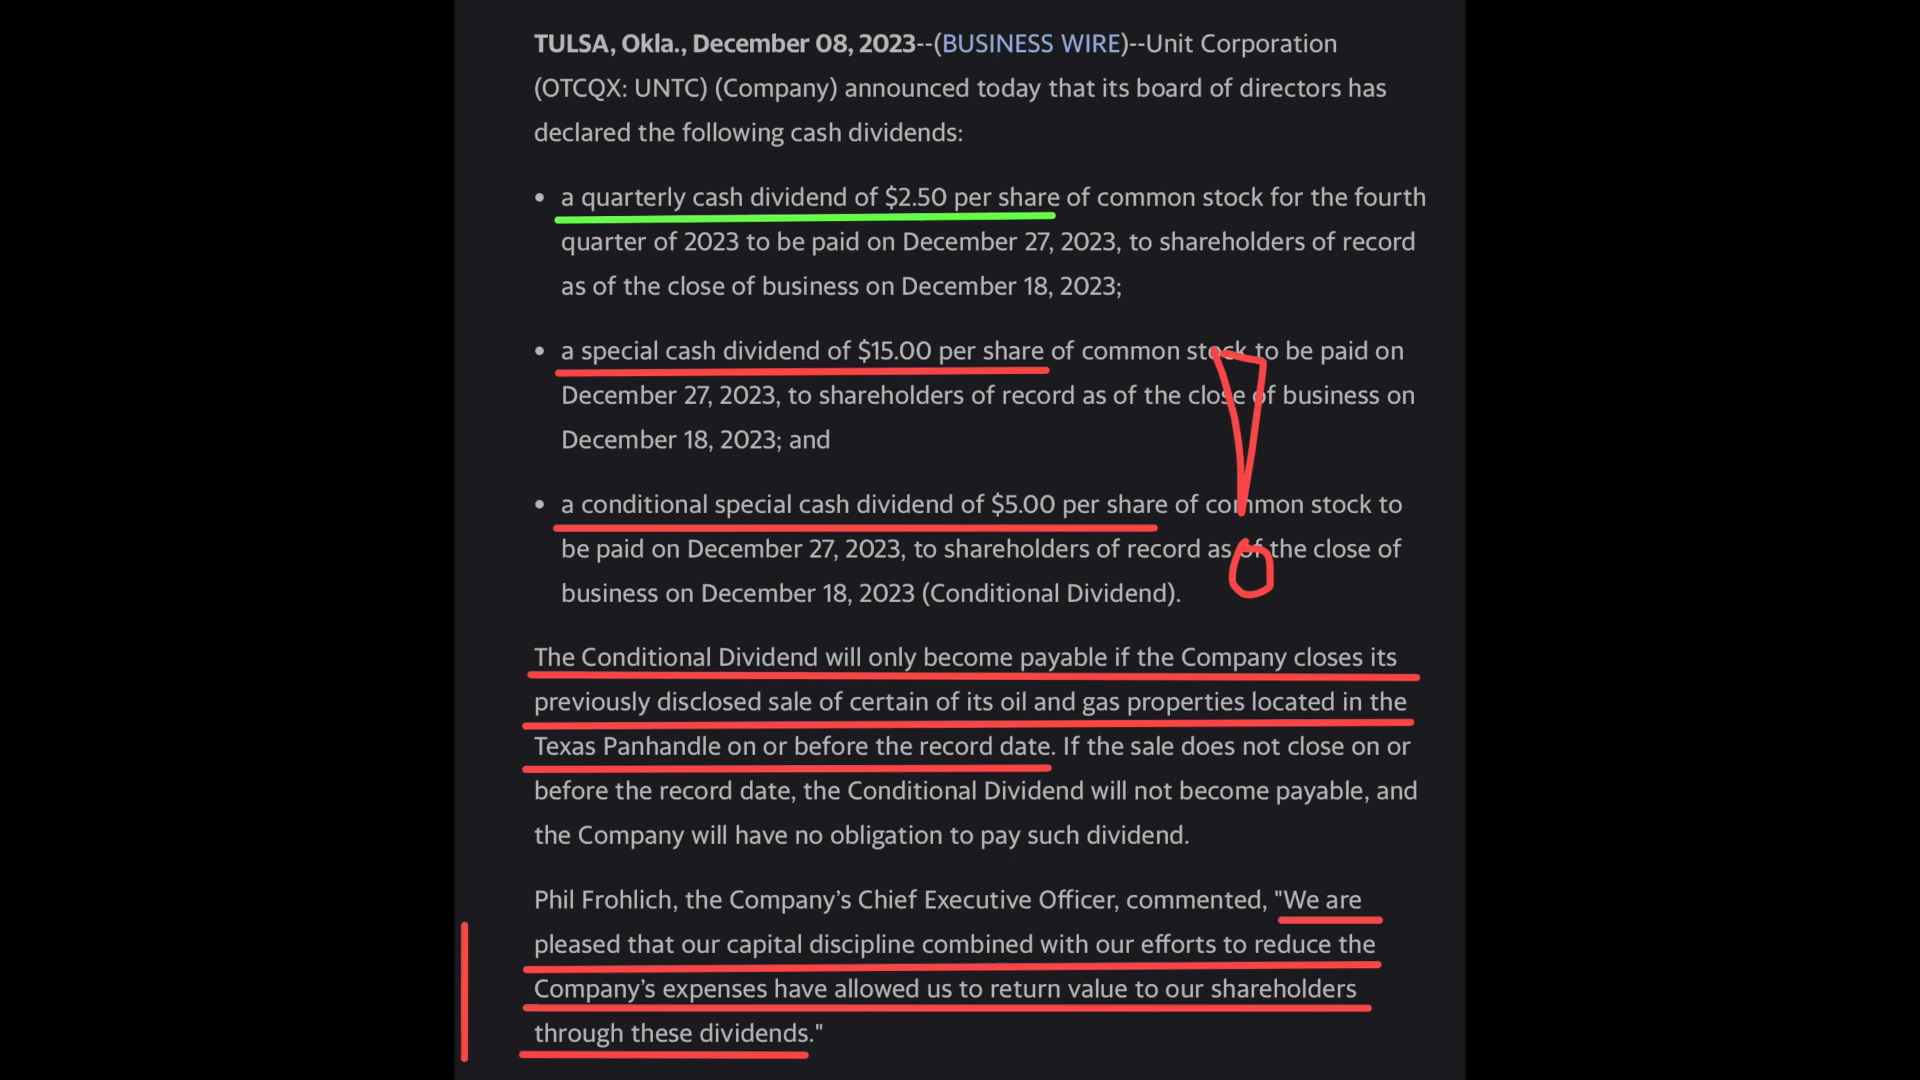 TULSA, Okla., December 08, 2023--(BUSINESS WIRE)--Unit Corporation
(OTCQX: UNTC) (Company) announced today that its board of directors has
declared the following cash dividends:
• a quarterly cash dividend of $2.50 per share of common stock for the fourth
quarter of 2023 to be paid on December 27, 2023, to shareholders of record
as of the close of business on December 18, 2023;
• a special cash dividend of $15.00 per share of common stock to be paid on
December 27, 2023, to shareholders of record as of the close of business on
December 18, 2023; and
• a conditional special cash dividend of $5.00 per share of common stock to
be paid on December 27, 2023, to shareholders of record as of the close of
business on December 18, 2023 (Conditional Dividend).
The Conditional Dividend will only become payable if the Company closes its
previously disclosed sale of certain of its oil and gas properties located in the
Texas Panhandle on or before the record date. If the sale does not close on or
before the record date, the Conditional Dividend will not become payable, and
the Company will have no obligation to pay such dividend.
Phil Frohlich, the Company’s Chief Executive Officer, commented, "We are
pleased that our capital discipline combined with our efforts to reduce the
Company’s expenses have allowed us to return value to our shareholders
through these dividends."